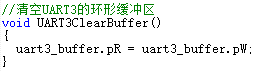 //清空UART3的环形缓冲区
void UART3ClearBuffer()
{
  uart3_buffer.pR = uart3_buffer.pW;
}